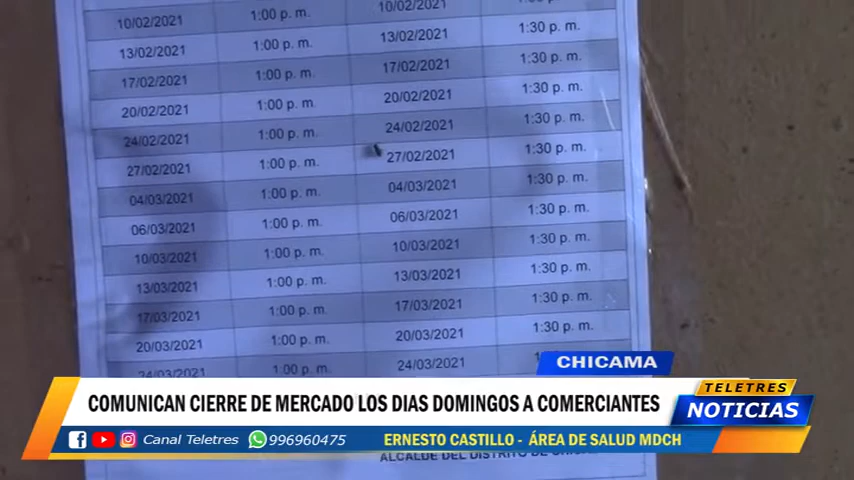 10/02/2021 1:00 p. m. 10/02/2021
13/02/2021 1:00 p. m. 13/02/2021 1:30 p. m.
17/02/2021 1:00 p. m. 17/02/2021 1:30 p. m.
20/02/2021 1:00 p. m. 20/02/2021 1:30 p. m.
24/02/2021 1:00 p. m. 24/02/2021 1:30 p. m.
27/02/2021 1:00 p. m. 27/02/2021 1:30 p. m.
04/03/2021 1:00 p. m. 04/03/2021 1:30 p. m.
06/03/2021 1:00 p. m. 06/03/2021 1:30 p. m.
10/03/2021 1:00 p. m. 10/03/2021 1:30 p. m.
13/03/2021 1:00 p. m. 13/03/2021 1:30 p. m.
17/03/2021 1:00 p. m. 17/03/2021 1:30 p. m.
20/03/2021 1:00 p. m. 20/03/2021 1:30 p. m.
24/03/2021 1:00 p. m. 24/03/2021
CHICAMA
COMUNICAN CIERRE DE MERCADO LOS DIAS DOMINGOS A COMERCIANTES
TELETRES
NOTICIAS
Canal Teletres 996960475 ERNESTO CASTILLO - ÁREA DE SALUD MDCH
ALCALDE DEL DISTRITO DE